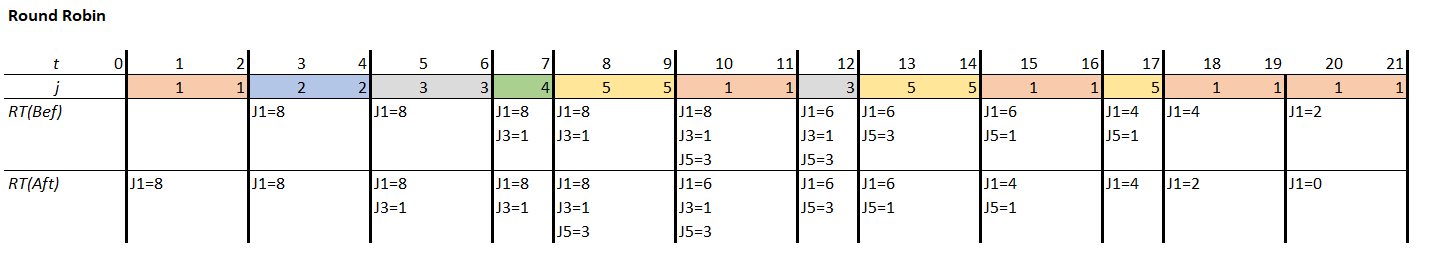 Round Robin
t 0 1 2 3 4 5 6 7 8 9 10 11 12 13 14 15 16 17 18 19 20 21
j 1 1 2 2 3 3 4 5 5 1 1 3 5 5 1 1 5 1 1 1 1
RT(Bef) J1=8 J1=8 J1=8 J1=8 J1=8 J1=6 J1=6 J1=6 J1=4 J1=4 J1=2
J3=1 J3=1 J3=1 J3=1 J5=3 J5=1 J5=1
J5=3 J5=3
RT(Aft) J1=8 J1=8 J1=8 J1=8 J1=8 J1=6 J1=6 J1=6 J1=4 J1=4 J1=2 J1=0
J3=1 J3=1 J3=1 J3=1 J5=3 J5=1 J5=1
J5=3 J5=3